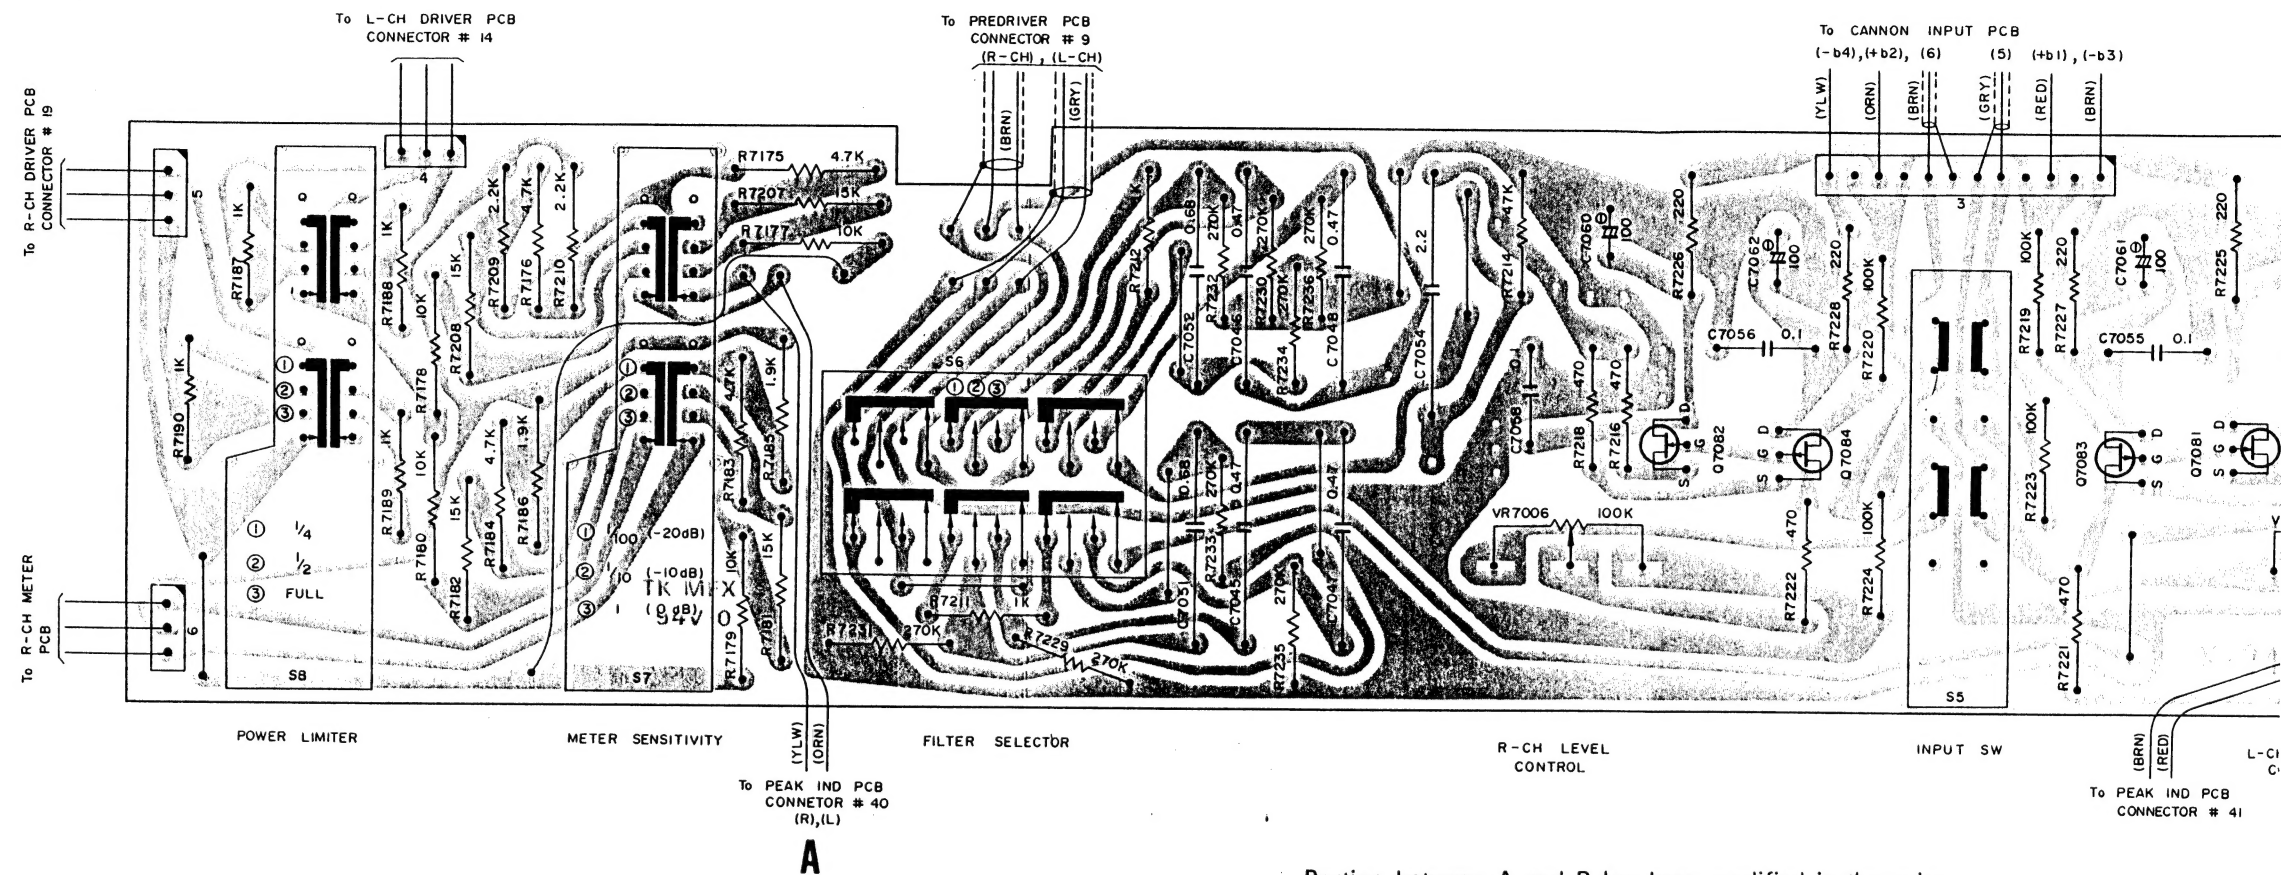 To L-CH DRIVER PCB
CONNECTOR # 14
To PREDRIVER PCB
CONNECTOR # 9
(R-CH), (L-CH)
(BRN)
(GRY)
To CANNON INPUT PCB
(-b4),(+b2), (6) (5) (+b1), (-b3)
(YLW)
(ORN)
(BRN)
(GRY)
(RED)
(BRN)
To R-CH DRIVER PCB
CONNECTOR # 19
5
4
3
1K
R7187
1K
R7188
10K
R7178
15K
R7208
2.2K
R7209
4.7K
R7176
2.2K
R7210
R7175 4.7K
R7207 15K
R7177 10K
1K
R7190
1K
R7189
10K
R7180
15K
R7182
4.7K
R7184
1.9K
R7186
47K
R7183
1.9K
R7185
10K
R7179
15K
R7181
①
②
③
①
②
③
① 1/4
② 1/2
③ FULL
S8
① 1/100 (-20dB)
② 1/10 (-10dB)
③ 1 (0dB)
94V 0
S7
S6
① ② ③
R7211 1K
R7231 270K
R7229 270K
1K
R7212
0.68
C7052
270K
R7232
0.47
C7046
270K
R7230
270K
R7234
270K
R7236
0.47
C7048
2.2
C7054
47K
R7214
0.68
C7051
270K
R7233
0.47
C7045
270K
R7235
0.47
C7047
C7060 100
220
R7226
C7062 100
220
R7228
100K
R7220
0.1
C7058
470
R7218
470
R7216
C7056 0.1
D
G
S
Q7082
D
G
S
Q7084
VR7006 100K
470
R7222
100K
R7224
S5
100K
R7219
220
R7227
C7061 100
220
R7225
C7055 0.1
100K
R7223
Q7083
D
G
S
Q7081
D
G
S
470
R7221
V
To R-CH METER
PCB
6
POWER LIMITER
METER SENSITIVITY
FILTER SELECTOR
R-CH LEVEL
CONTROL
INPUT SW
L-C
(YLW)
(ORN)
To PEAK IND PCB
CONNETOR # 40
(R),(L)
A
(BRN)
(RED)
To PEAK IND PCB
CONNECTOR # 41